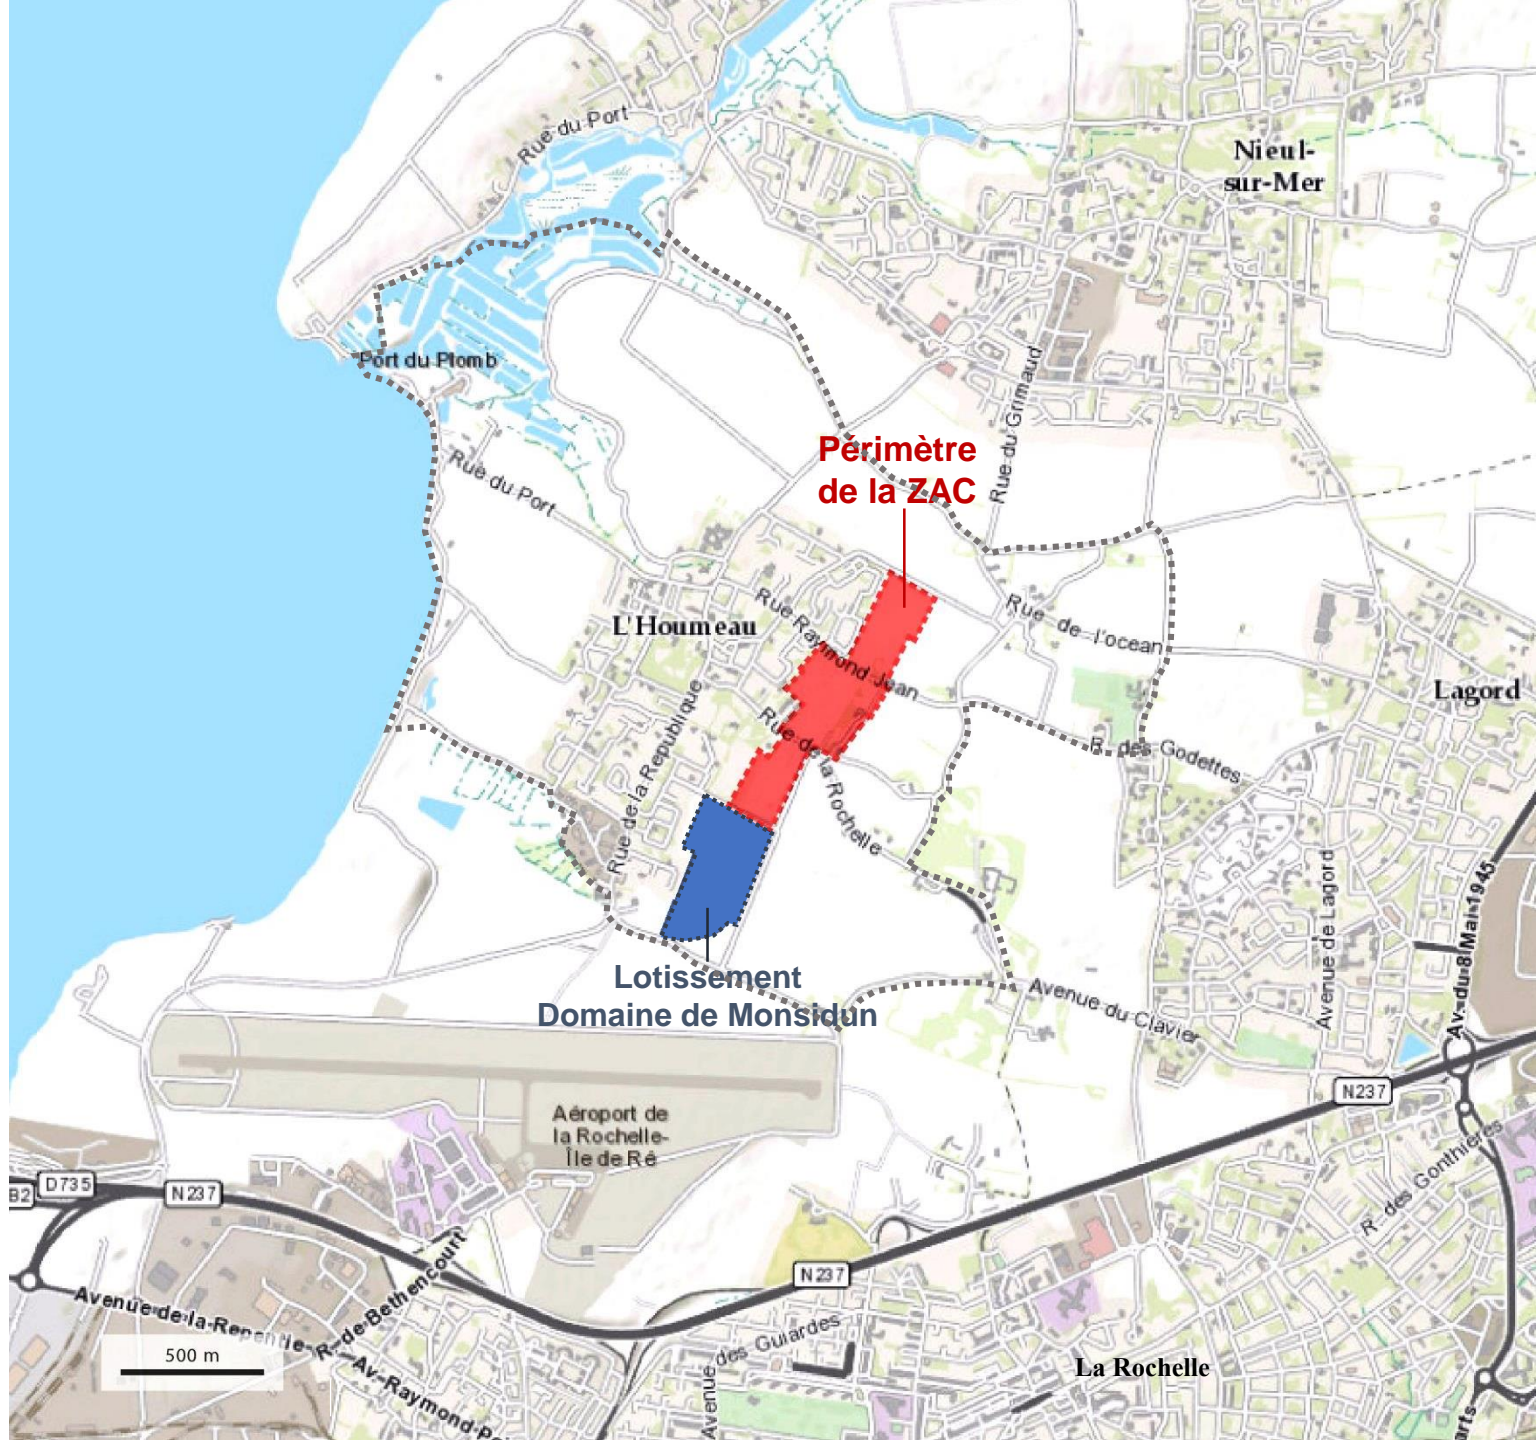 Rue du Port
Nieul-
sur-Mer
Port du Plomb
Rue du Grimaud
Périmètre
de la ZAC
Rue du Port
Rue de l'ocean
L'Houmeau
Rue Raymond Jean
Lagord
Rue de la Republique
Rue de la Rochelle
R. des Godettes
Avenue de Lagord
Av-du-8-Mai-1945
Lotissement
Domaine de Monsidun
Avenue du Clavier
N237
Aéroport de
la Rochelle-
Île de Ré
D735
B2
N237
R. des Gonthières
N237
R-de-Bethencourt
Avenue-de-la-Repentie
500 m
Av-Raymond-
Avenue des Guiardes
La Rochelle